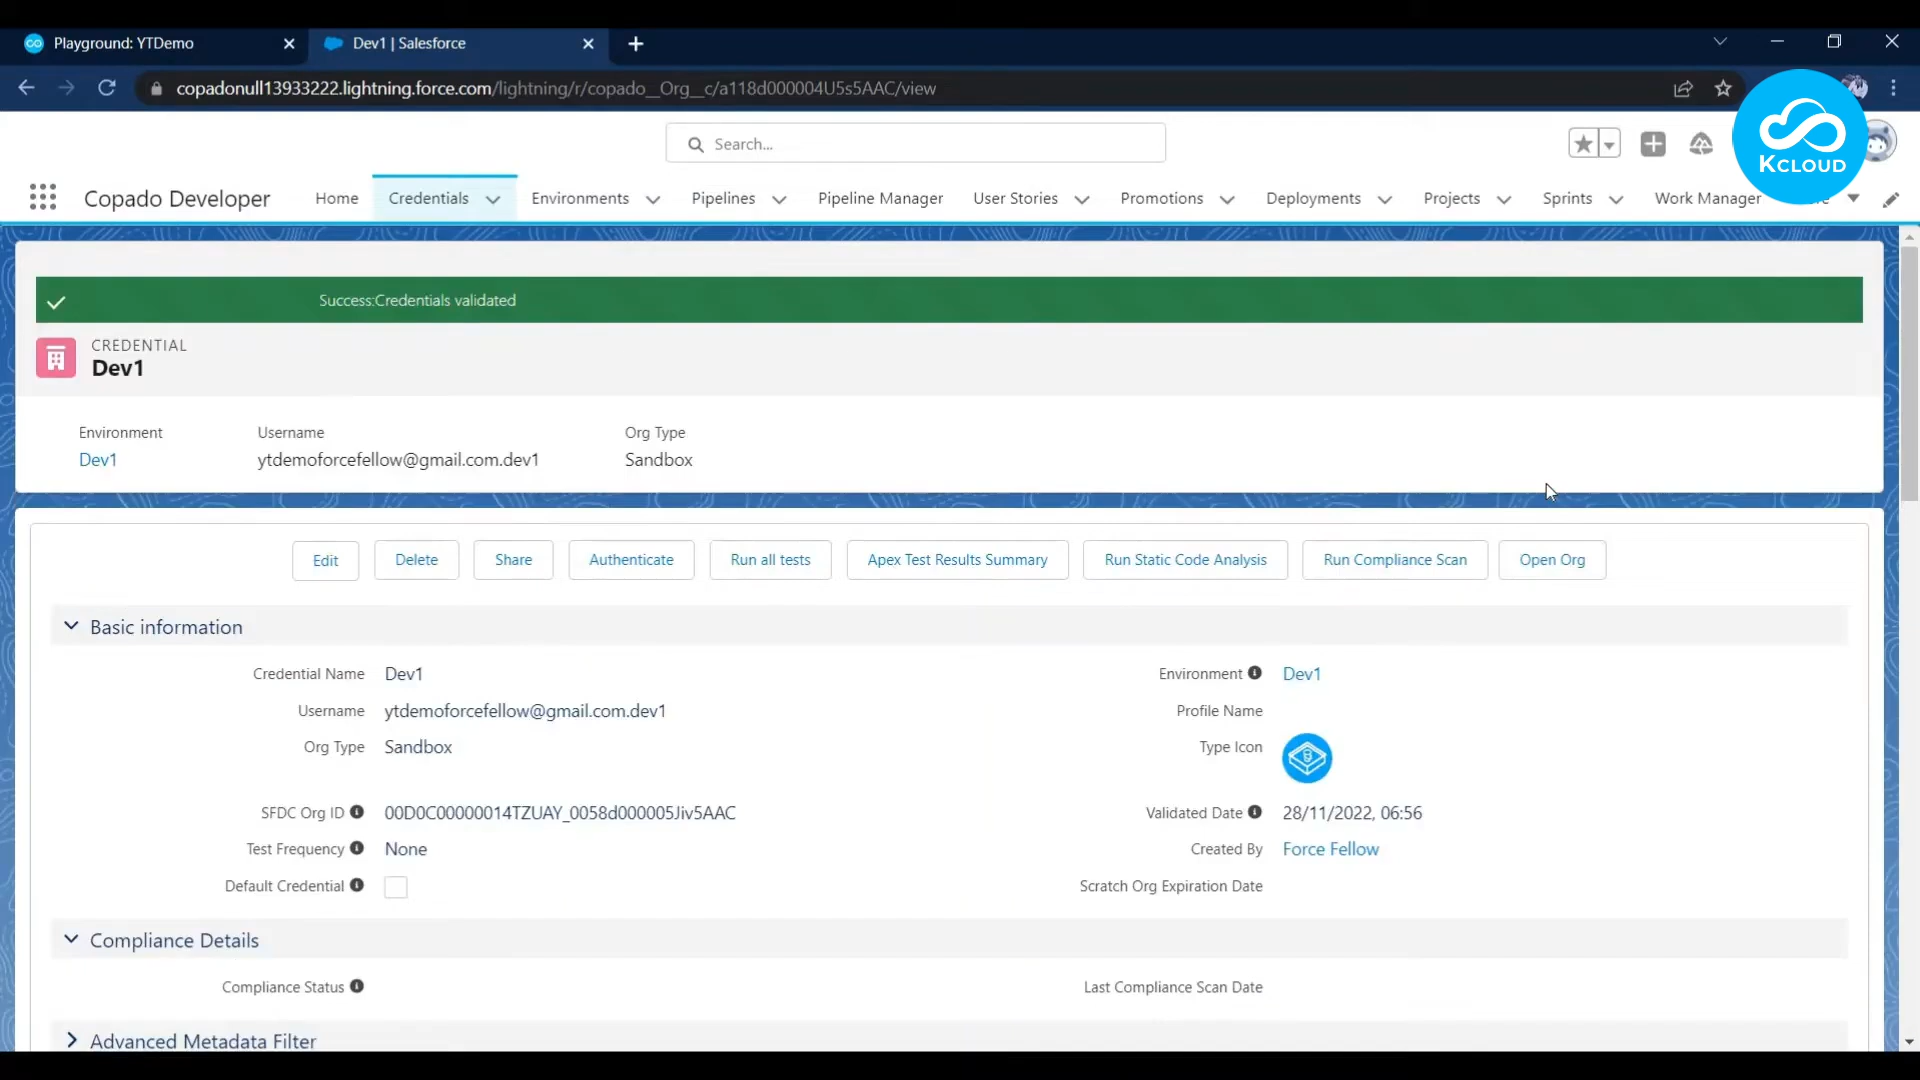 Playground: YTDemo
Dev1 | Salesforce
copadonull13933222.lightning.force.com/lightning/r/copado__Org__c/a118d000004U5s5AAC/view
Search...
KCLOUD
Copado Developer
Home
Credentials
Environments
Pipelines
Pipeline Manager
User Stories
Promotions
Deployments
Projects
Sprints
Work Manager
Success:Credentials validated
CREDENTIAL
Dev1
Environment
Username
Org Type
Dev1
ytdemoforcefellow@gmail.com.dev1
Sandbox
Edit
Delete
Share
Authenticate
Run all tests
Apex Test Results Summary
Run Static Code Analysis
Run Compliance Scan
Open Org
Basic information
Credential Name Dev1
Environment Dev1
Username ytdemoforcefellow@gmail.com.dev1
Profile Name
Org Type Sandbox
Type Icon
SFDC Org ID 00D0C00000014TZUAY_0058d000005Jiv5AAC
Validated Date 28/11/2022, 06:56
Test Frequency None
Created By Force Fellow
Default Credential
Scratch Org Expiration Date
Compliance Details
Compliance Status
Last Compliance Scan Date
Advanced Metadata Filter